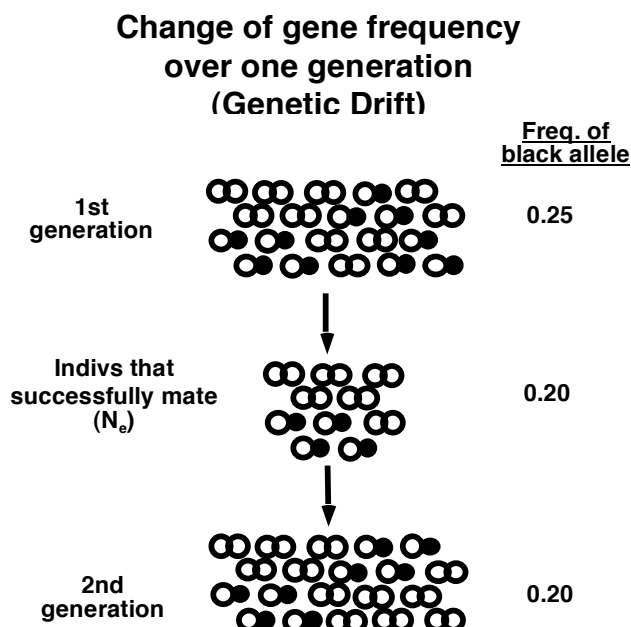 Change of gene frequency
over one generation
(Genetic Drift)
Freq. of
black allele
1st
generation
0.25
Indivs that
successfully mate
(Ne)
0.20
2nd
generation
0.20